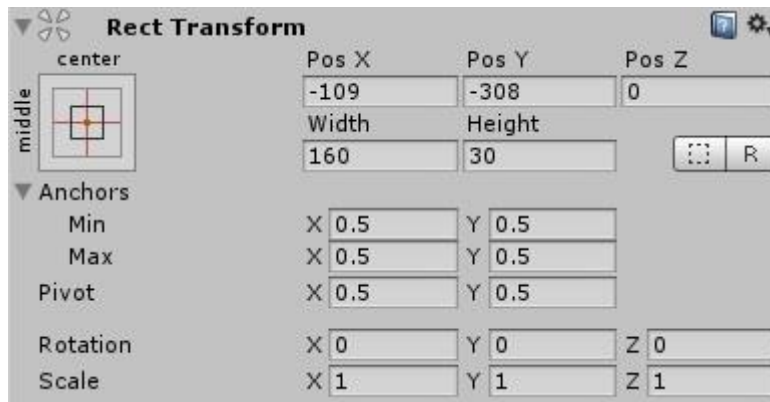 Rect Transform
center
middle
Pos X Pos Y Pos Z
-109 -308 0
Width Height
160 30
R
Anchors
Min X 0.5 Y 0.5
Max X 0.5 Y 0.5
Pivot X 0.5 Y 0.5
Rotation X 0 Y 0 Z 0
Scale X 1 Y 1 Z 1